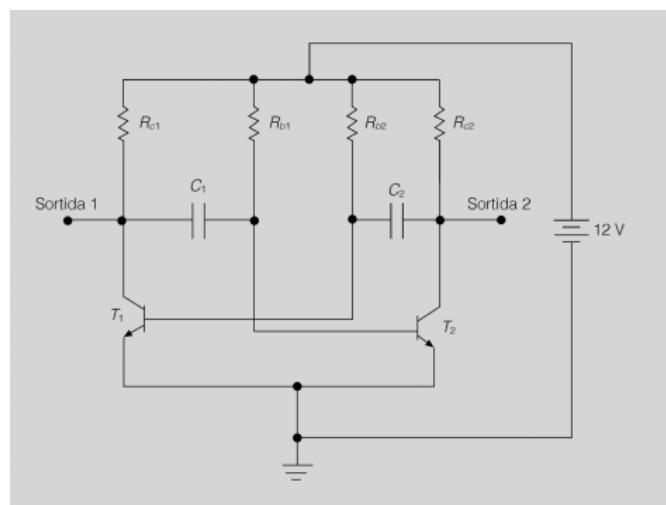 Rc1
Rb1
Rb2
Rc2
C1
C2
Sortida 1
Sortida 2
12 V
T1
T2